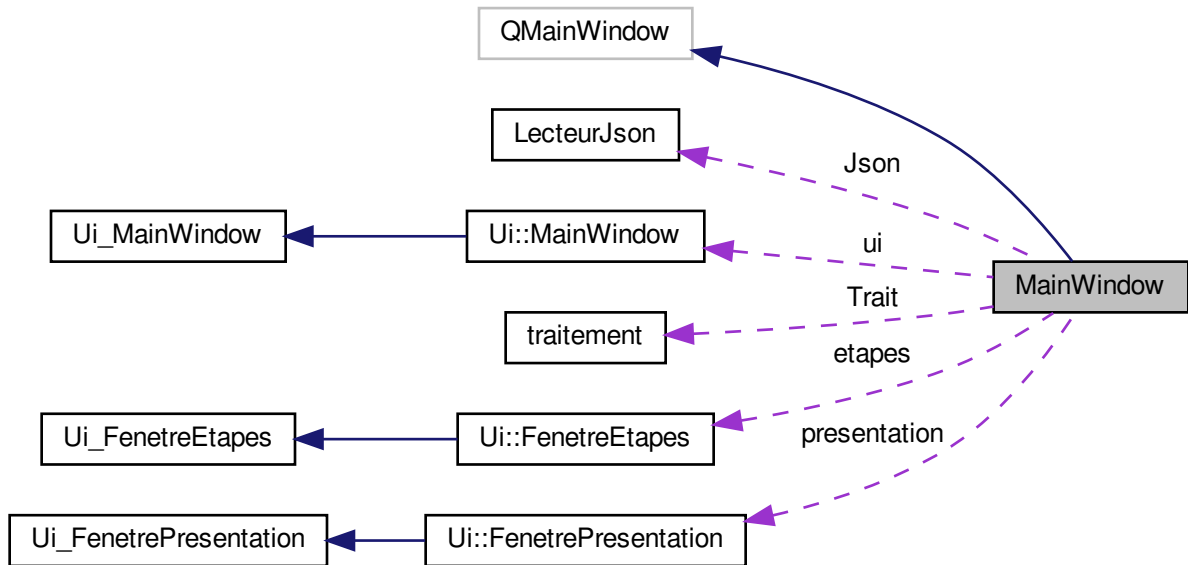 QMainWindow
LecteurJson
Json
Ui_MainWindow
Ui::MainWindow
ui
MainWindow
Trait
traitement
etapes
Ui_FenetreEtapes
Ui::FenetreEtapes
presentation
Ui_FenetrePresentation
Ui::FenetrePresentation